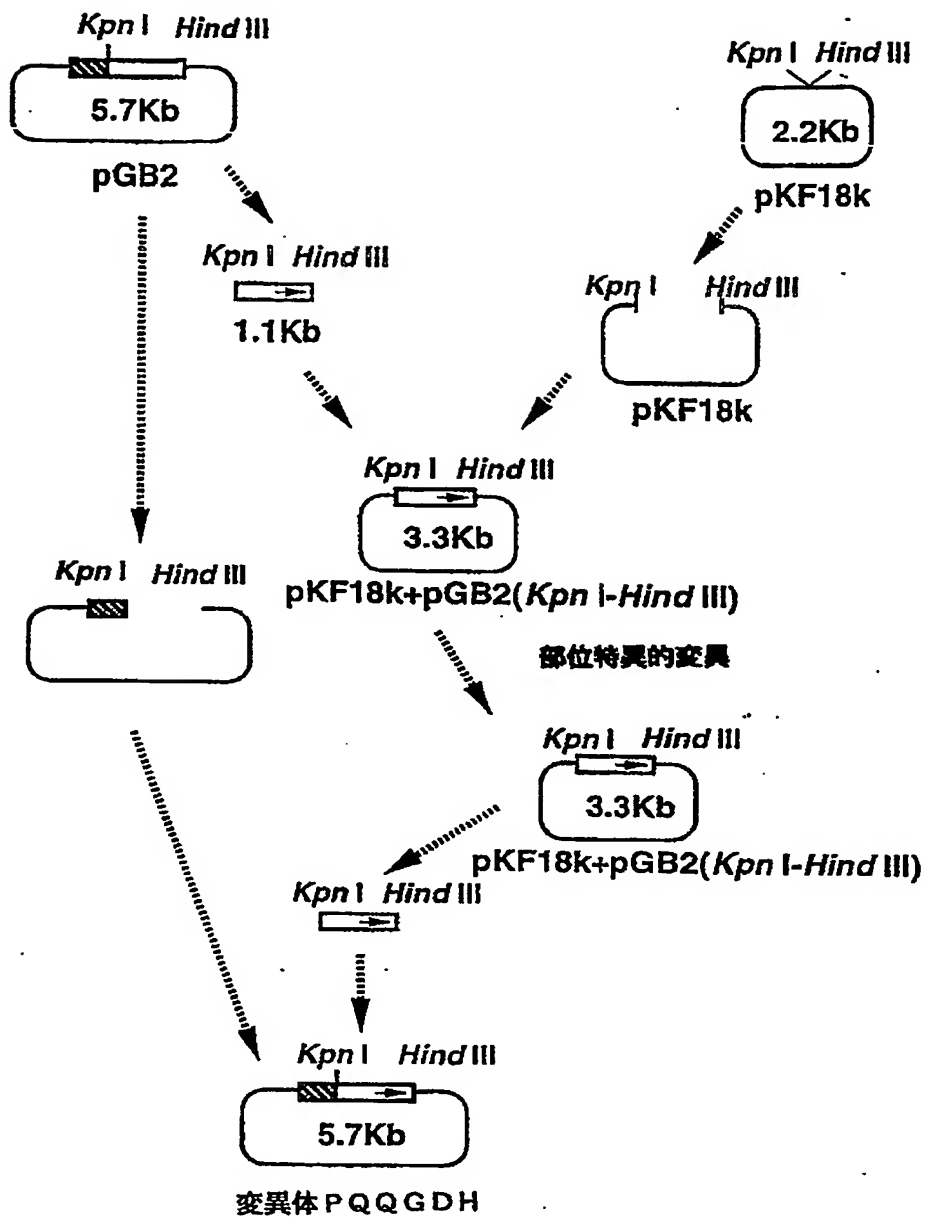 Kpn I Hind III
5.7Kb
pGB2
Kpn I Hind III
2.2Kb
pKF18k
Kpn I Hind III
1.1Kb
Kpn I Hind III
pKF18k
Kpn I Hind III
3.3Kb
pKF18k+pGB2(Kpn I-Hind III)
Kpn I Hind III
部位特異的変異
Kpn I Hind III
3.3Kb
pKF18k+pGB2(Kpn I-Hind III)
Kpn I Hind III
Kpn I Hind III
5.7Kb
変異体PQQGDH